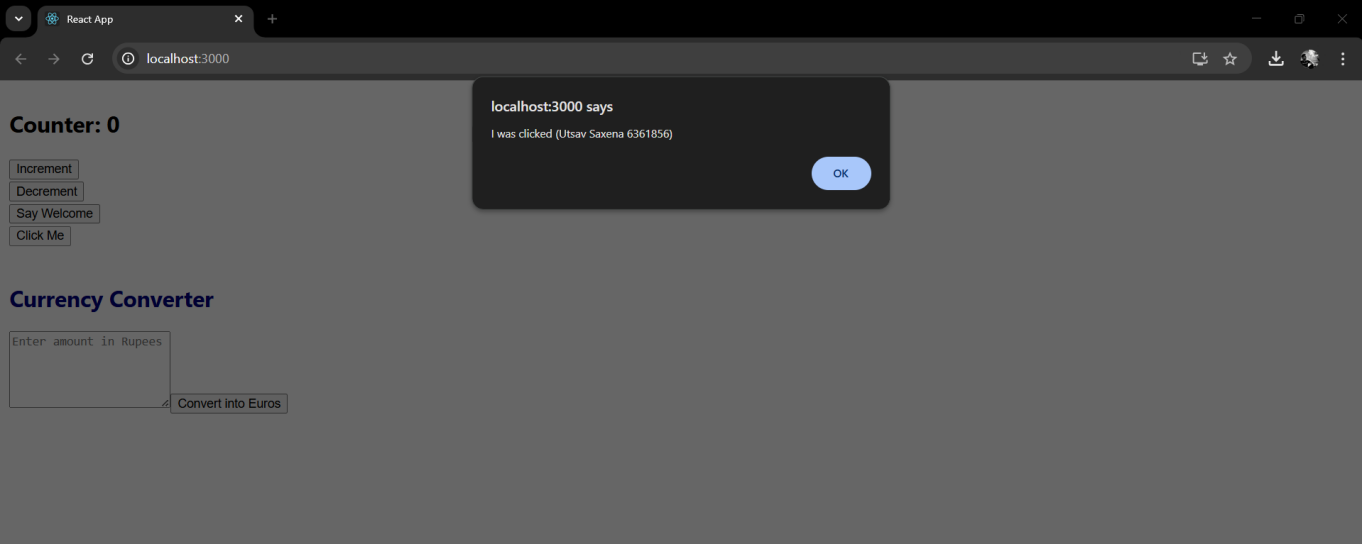 React App
localhost:3000
localhost:3000 says
I was clicked (Utsav Saxena 6361856)
OK
Counter: 0
Increment
Decrement
Say Welcome
Click Me
Currency Converter
Enter amount in Rupees
Convert into Euros